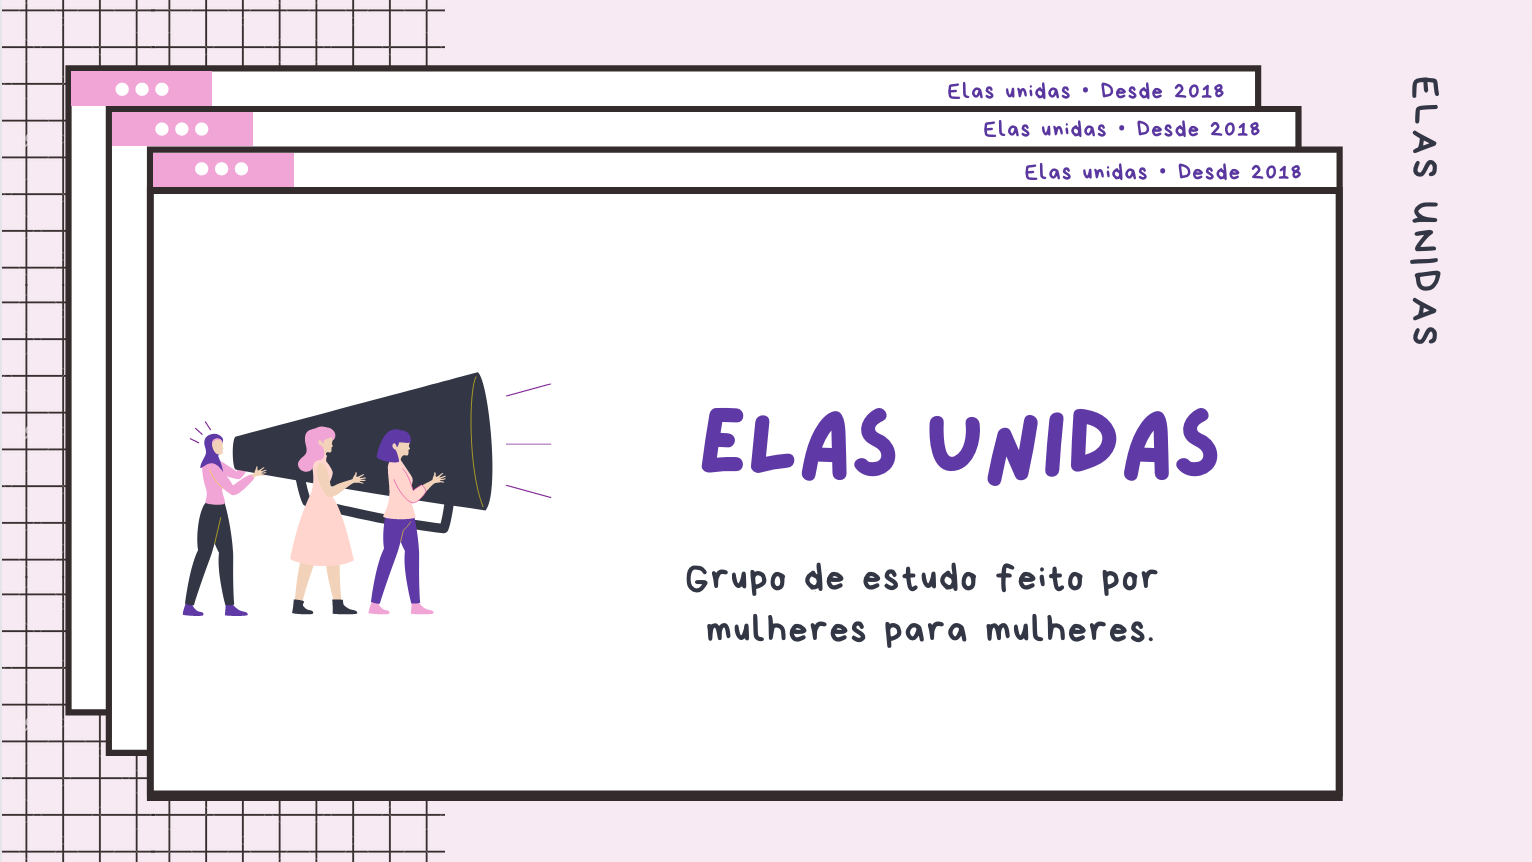 Elas unidas • Desde 2018
Elas unidas • Desde 2018
Elas unidas • Desde 2018
ELAS UNIDAS
ELAS UNIDAS
Grupo de estudo feito por
mulheres para mulheres.